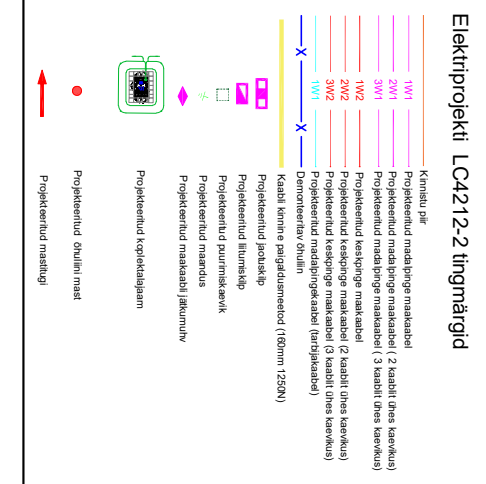 Elektriprojekti LC4212-2 tingmärgid
Kinnistu piir
1W1 Projekteeritud madalpinge maakaabel
2W1 Projekteeritud madalpinge maakaabel ( 2 kaablit ühes kaevikus)
3W1 Projekteeritud madalpinge maakaabel ( 3 kaablit ühes kaevikus)
1W2 Projekteeritud keskpinge maakaabel
2W2 Projekteeritud keskpinge maakaabel (2 kaablit ühes kaevikus)
3W2 Projekteeritud keskpinge maakaabel (3 kaablit ühes kaevikus)
1W1 Projekteeritud madalpingekaabel (tarbijakaabel)
X X Demonteeritav õhuliin
Kaabli kinnine paigaldusmeetod (160mm 1250N)
Projekteeritud jaotuskilp
Projekteeritud liitumiskilp
Projekteeritud puurimiskaevik
Projekteeritud maandus
Projekteeritud maakaabli jätkumuhv
Projekteeritud koplektalajaam
Projekteeritud õhuliini mast
Projekteeritud mastitugi